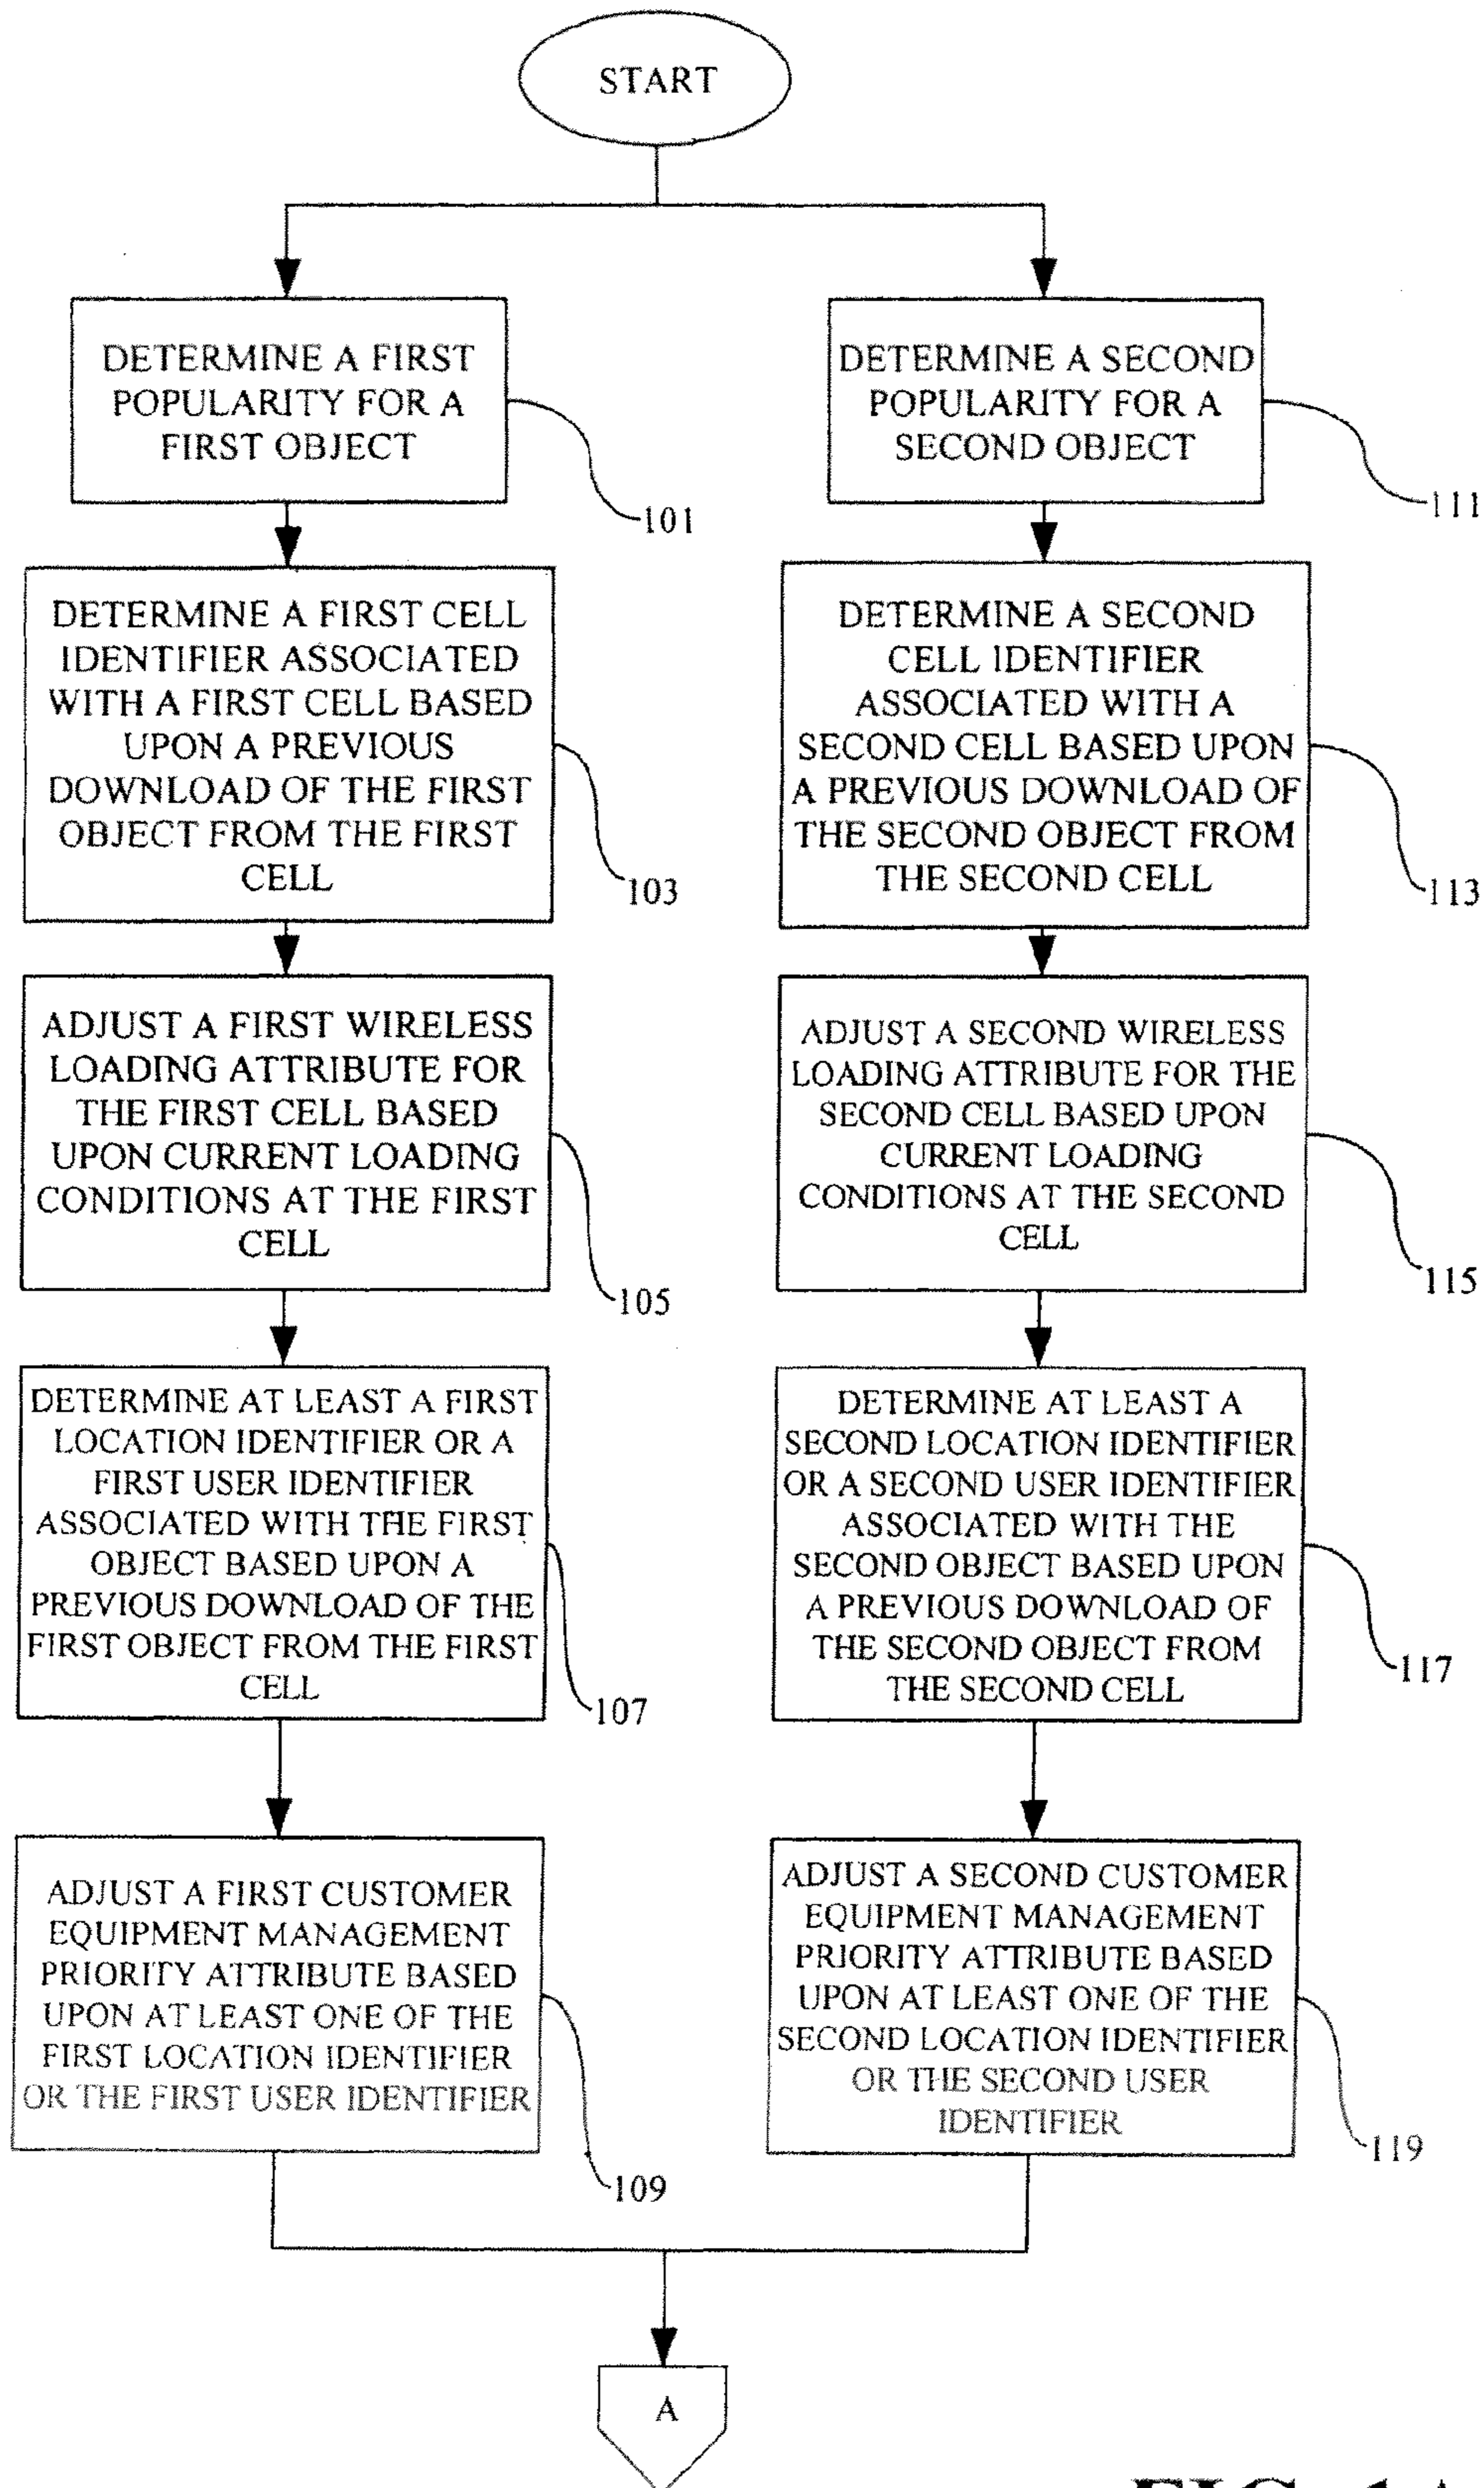 START
DETERMINE A FIRST
POPULARITY FOR A
FIRST OBJECT
101
DETERMINE A FIRST CELL
IDENTIFIER ASSOCIATED
WITH A FIRST CELL BASED
UPON A PREVIOUS
DOWNLOAD OF THE FIRST
OBJECT FROM THE FIRST
CELL
103
ADJUST A FIRST WIRELESS
LOADING ATTRIBUTE FOR
THE FIRST CELL BASED
UPON CURRENT LOADING
CONDITIONS AT THE FIRST
CELL
105
DETERMINE AT LEAST A FIRST
LOCATION IDENTIFIER OR A
FIRST USER IDENTIFIER
ASSOCIATED WITH THE FIRST
OBJECT BASED UPON A
PREVIOUS DOWNLOAD OF THE
FIRST OBJECT FROM THE FIRST
CELL
107
ADJUST A FIRST CUSTOMER
EQUIPMENT MANAGEMENT
PRIORITY ATTRIBUTE BASED
UPON AT LEAST ONE OF THE
FIRST LOCATION IDENTIFIER
OR THE FIRST USER IDENTIFIER
109
DETERMINE A SECOND
POPULARITY FOR A
SECOND OBJECT
111
DETERMINE A SECOND
CELL IDENTIFIER
ASSOCIATED WITH A
SECOND CELL BASED UPON
A PREVIOUS DOWNLOAD OF
THE SECOND OBJECT FROM
THE SECOND CELL
113
ADJUST A SECOND WIRELESS
LOADING ATTRIBUTE FOR THE
SECOND CELL BASED UPON
CURRENT LOADING
CONDITIONS AT THE SECOND
CELL
115
DETERMINE AT LEAST A
SECOND LOCATION IDENTIFIER
OR A SECOND USER IDENTIFIER
ASSOCIATED WITH THE
SECOND OBJECT BASED UPON
A PREVIOUS DOWNLOAD OF
THE SECOND OBJECT FROM
THE SECOND CELL
117
ADJUST A SECOND CUSTOMER
EQUIPMENT MANAGEMENT
PRIORITY ATTRIBUTE BASED
UPON AT LEAST ONE OF THE
SECOND LOCATION IDENTIFIER
OR THE SECOND USER
IDENTIFIER
119
A